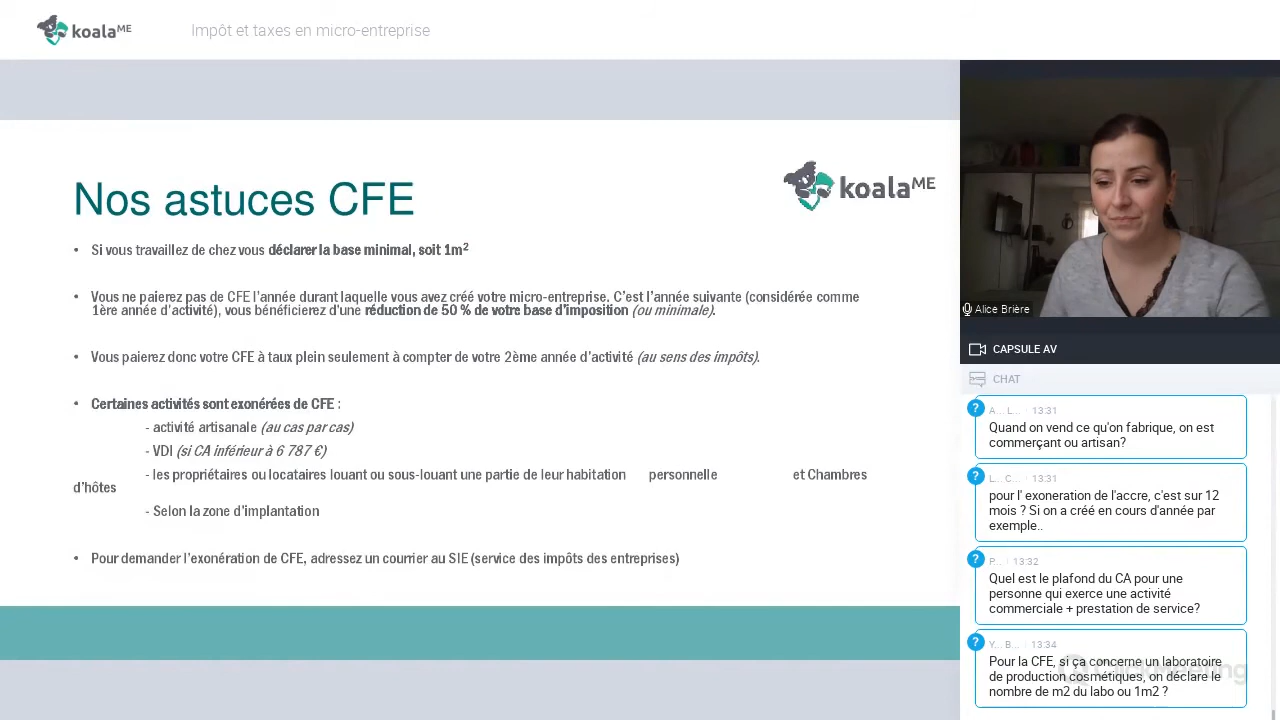 koalaME
Impôt et taxes en micro-entreprise
koalaME
Nos astuces CFE
• Si vous travaillez de chez vous déclarer la base minimal, soit 1m²
• Vous ne paierez pas de CFE l'année durant laquelle vous avez créé votre micro-entreprise. C'est l'année suivante (considérée comme
1ère année d'activité), vous bénéficierez d'une réduction de 50 % de votre base d'imposition (ou minimale).
• Vous paierez donc votre CFE à taux plein seulement à compter de votre 2ème année d'activité (au sens des impôts).
• Certaines activités sont exonérées de CFE :
- activité artisanale (au cas par cas)
- VDI (si CA inférieur à 6 787 €)
- les propriétaires ou locataires louant ou sous-louant une partie de leur habitation personnelle et Chambres
d'hôtes
- Selon la zone d'implantation
• Pour demander l'exonération de CFE, adressez un courrier au SIE (service des impôts des entreprises)
Alice Brière
CAPSULE AV
CHAT
? A... L... 13:31
Quand on vend ce qu'on fabrique, on est
commerçant ou artisan?
? L... C... 13:31
pour l' exoneration de l'accre, c'est sur 12
mois ? Si on a créé en cours d'année par
exemple..
? P... 13:32
Quel est le plafond du CA pour une
personne qui exerce une activité
commerciale + prestation de service?
? Y... B... 13:34
Pour la CFE, si ça concerne un laboratoire
de production cosmétiques, on déclare le
nombre de m2 du labo ou 1m2 ?
ClickMeeting